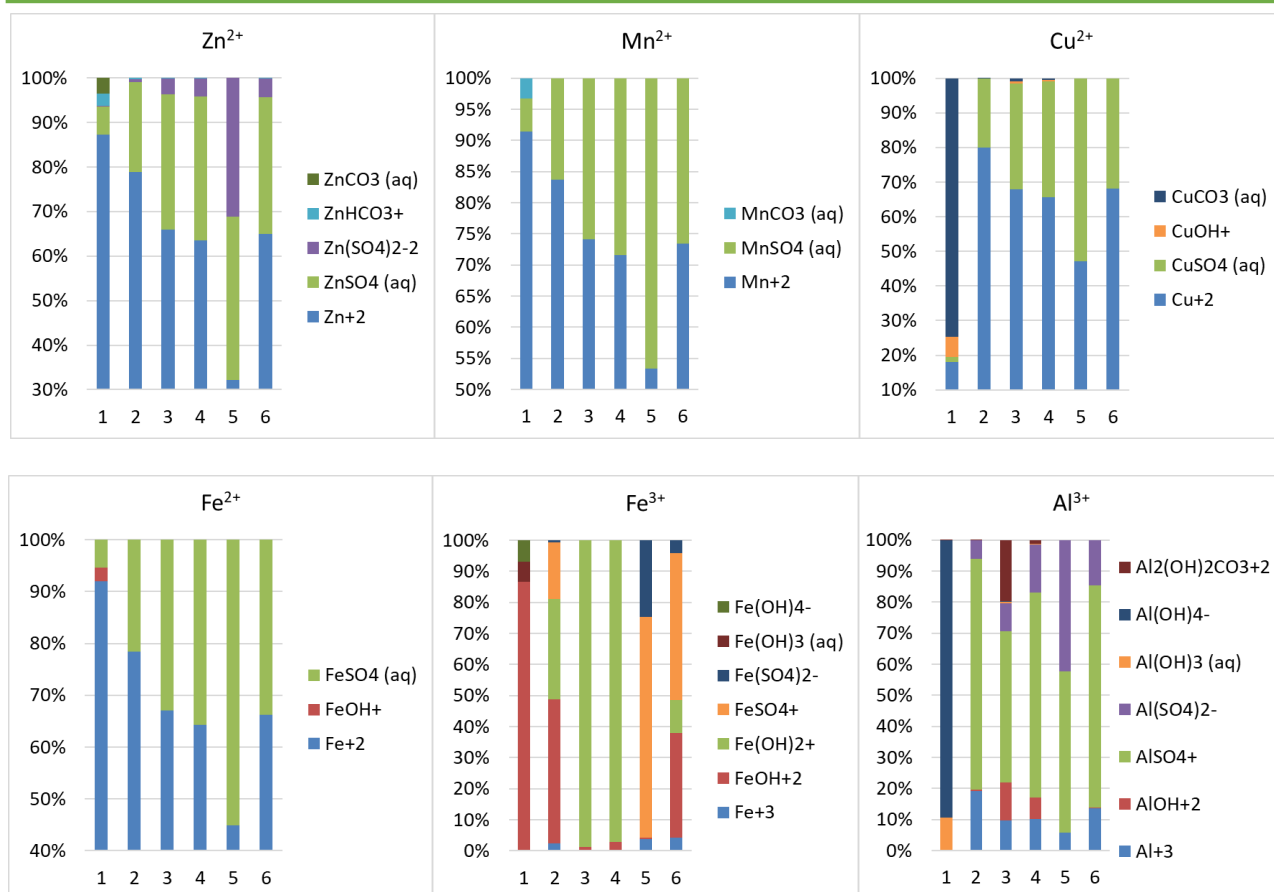 Zn2+
100%
90%
80%
70%
60%
50%
40%
30%
1 2 3 4 5 6
ZnCO3 (aq)
ZnHCO3+
Zn(SO4)2-2
ZnSO4 (aq)
Zn+2
Mn2+
100%
95%
90%
85%
80%
75%
70%
65%
60%
55%
50%
1 2 3 4 5 6
MnCO3 (aq)
MnSO4 (aq)
Mn+2
Cu2+
100%
90%
80%
70%
60%
50%
40%
30%
20%
10%
1 2 3 4 5 6
CuCO3 (aq)
CuOH+
CuSO4 (aq)
Cu+2
Fe2+
100%
90%
80%
70%
60%
50%
40%
1 2 3 4 5 6
FeSO4 (aq)
FeOH+
Fe+2
Fe3+
100%
90%
80%
70%
60%
50%
40%
30%
20%
10%
0%
1 2 3 4 5 6
Fe(OH)4-
Fe(OH)3 (aq)
Fe(SO4)2-
FeSO4+
Fe(OH)2+
FeOH+2
Fe+3
Al3+
100%
90%
80%
70%
60%
50%
40%
30%
20%
10%
0%
1 2 3 4 5 6
Al2(OH)2CO3+2
Al(OH)4-
Al(OH)3 (aq)
Al(SO4)2-
AlSO4+
AlOH+2
Al+3